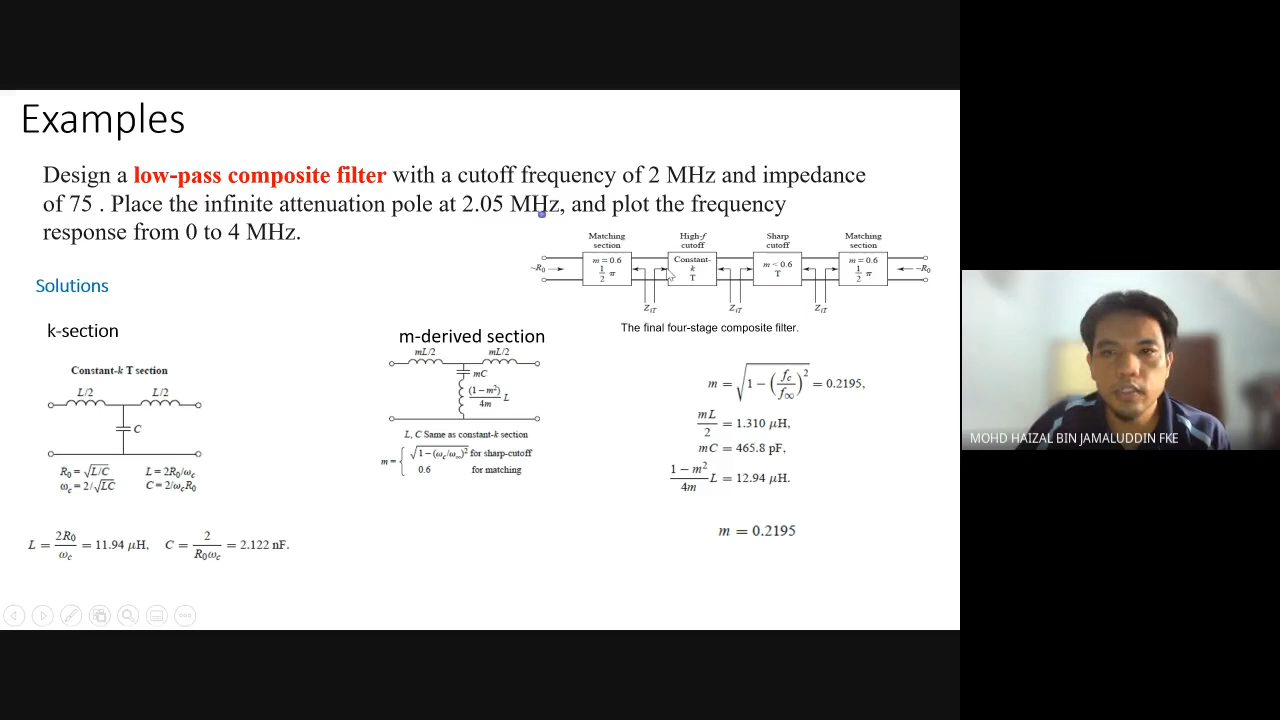 Examples
Design a low-pass composite filter with a cutoff frequency of 2 MHz and impedance
of 75 . Place the infinite attenuation pole at 2.05 MHz, and plot the frequency
response from 0 to 4 MHz.
Matching section
High-f cutoff
Sharp cutoff
Matching section
~R₀
m = 0.6 1/2 π
Constant-k T
m < 0.6 T
m = 0.6 1/2 π
~R₀
Z_iT
Z_iT
Z_iT
The final four-stage composite filter.
Solutions
k-section
Constant-k T section
L/2 L/2
C
R₀ = √L/C L = 2R₀/ω_c
ω_c = 2/√LC C = 2/ω_cR₀
L = 2R₀/ω_c = 11.94 μH, C = 2/R₀ω_c = 2.122 nF.
m-derived section
mL/2 mL/2
mC
(1−m²)/4m L
L, C Same as constant-k section
m = { √1−(ω_c/ω_∞)² for sharp-cutoff
0.6 for matching
m = √1 − (f_c/f_∞)² = 0.2195,
mL/2 = 1.310 μH,
mC = 465.8 pF,
1 − m²/4m L = 12.94 μH.
m = 0.2195
MOHD HAIZAL BIN JAMALUDDIN FKE